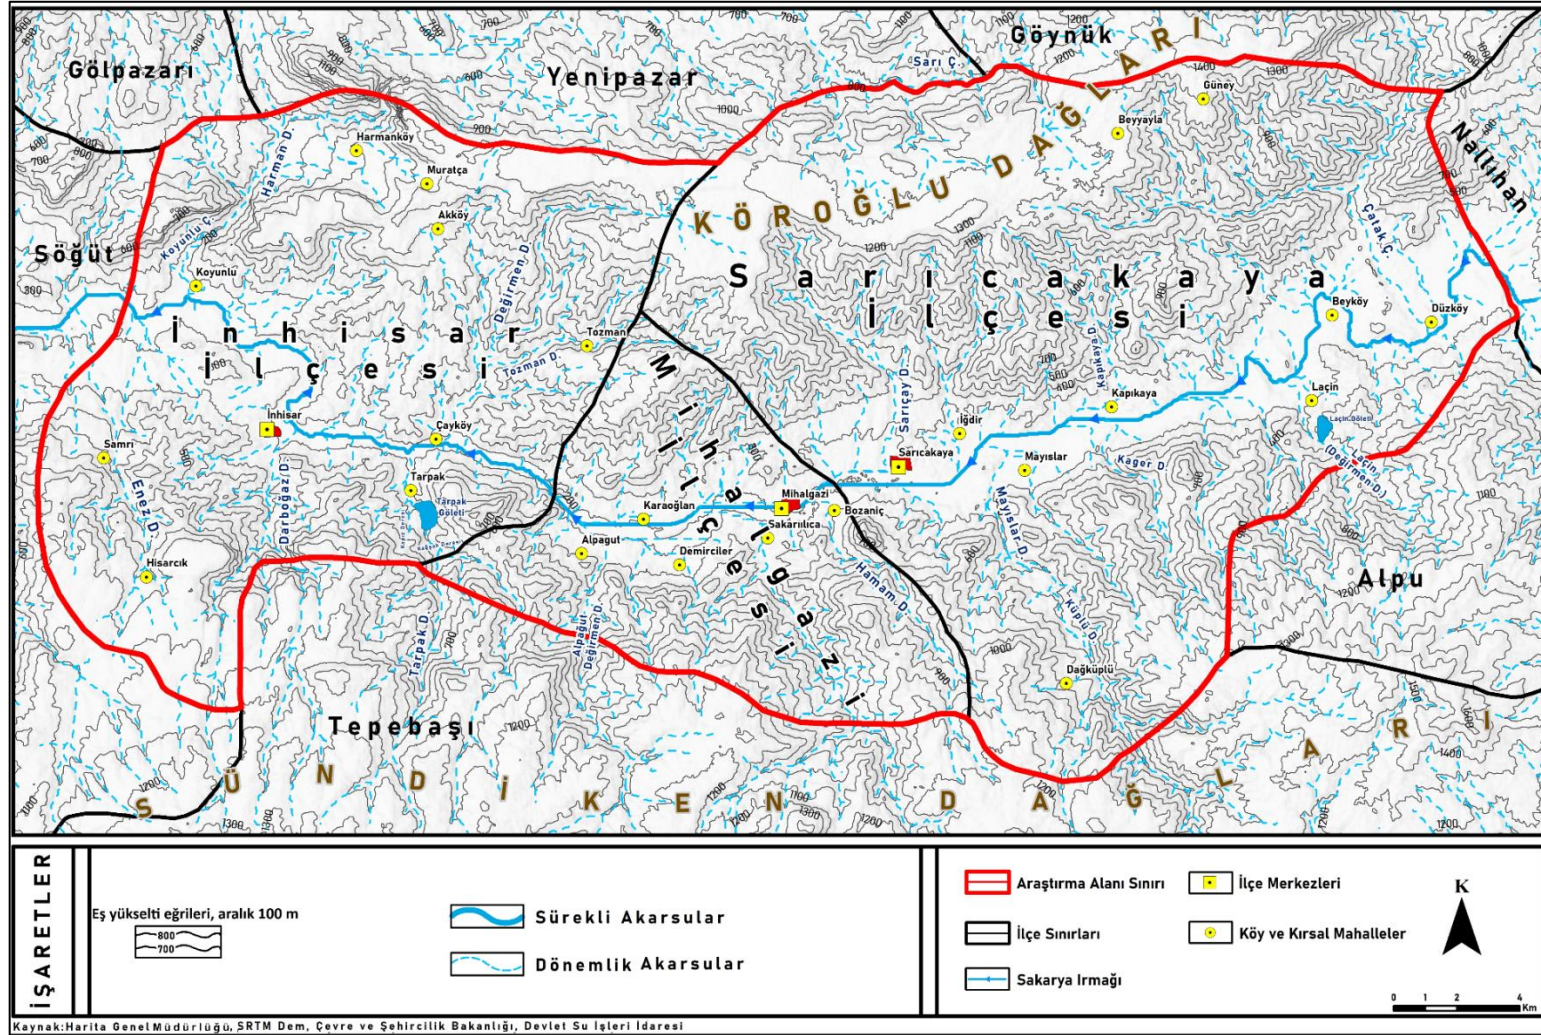 Gölpazarı
Yenipazar
Göynük
Nallıhan
Söğüt
Tepebaşı
Alpu
KÖROĞLU DAĞLARI
SÜNDİKEN DAĞLARI
İnhisar
İlçesi
Sarıcakaya
İlçesi
Mihalgazi
İlçesi
Sarı Ç.
Harman D.
Koyunlu Ç.
Değirmen D.
Tozman D.
Çatak Ç.
Kapıkaya D.
Sarıçay D.
Kager D.
Mayıslar D.
Küplü D.
Hamam D.
Laçin Göleti
Laçin
(Değirmen D.)
Enez D.
Darboğazı D.
Tarpak
Göleti
Tarpak D.
Alpağut
Değirmen D.
Harmanköy
Muratça
Akköy
Koyunlu
Tozman
İnhisar
Samrı
Hisarcık
Çayköy
Tarpak
Karaoğlan
Alpagut
Demirciler
Mihalgazi
Sakarıılıca
Bozaniç
Sarıcakaya
İğdir
Mayıslar
Kapıkaya
Laçin
Beyköy
Düzköy
Dağküplü
Beyyayla
Güney
İŞARETLER
Eş yükselti eğrileri, aralık 100 m
800
700
Sürekli Akarsular
Dönemlik Akarsular
Araştırma Alanı Sınırı
İlçe Sınırları
Sakarya Irmağı
İlçe Merkezleri
Köy ve Kırsal Mahalleler
K
0 1 2 4
Km
Kaynak:Harita Genel Müdürlüğü, SRTM Dem, Çevre ve Şehircilik Bakanlığı, Devlet Su İşleri İdaresi